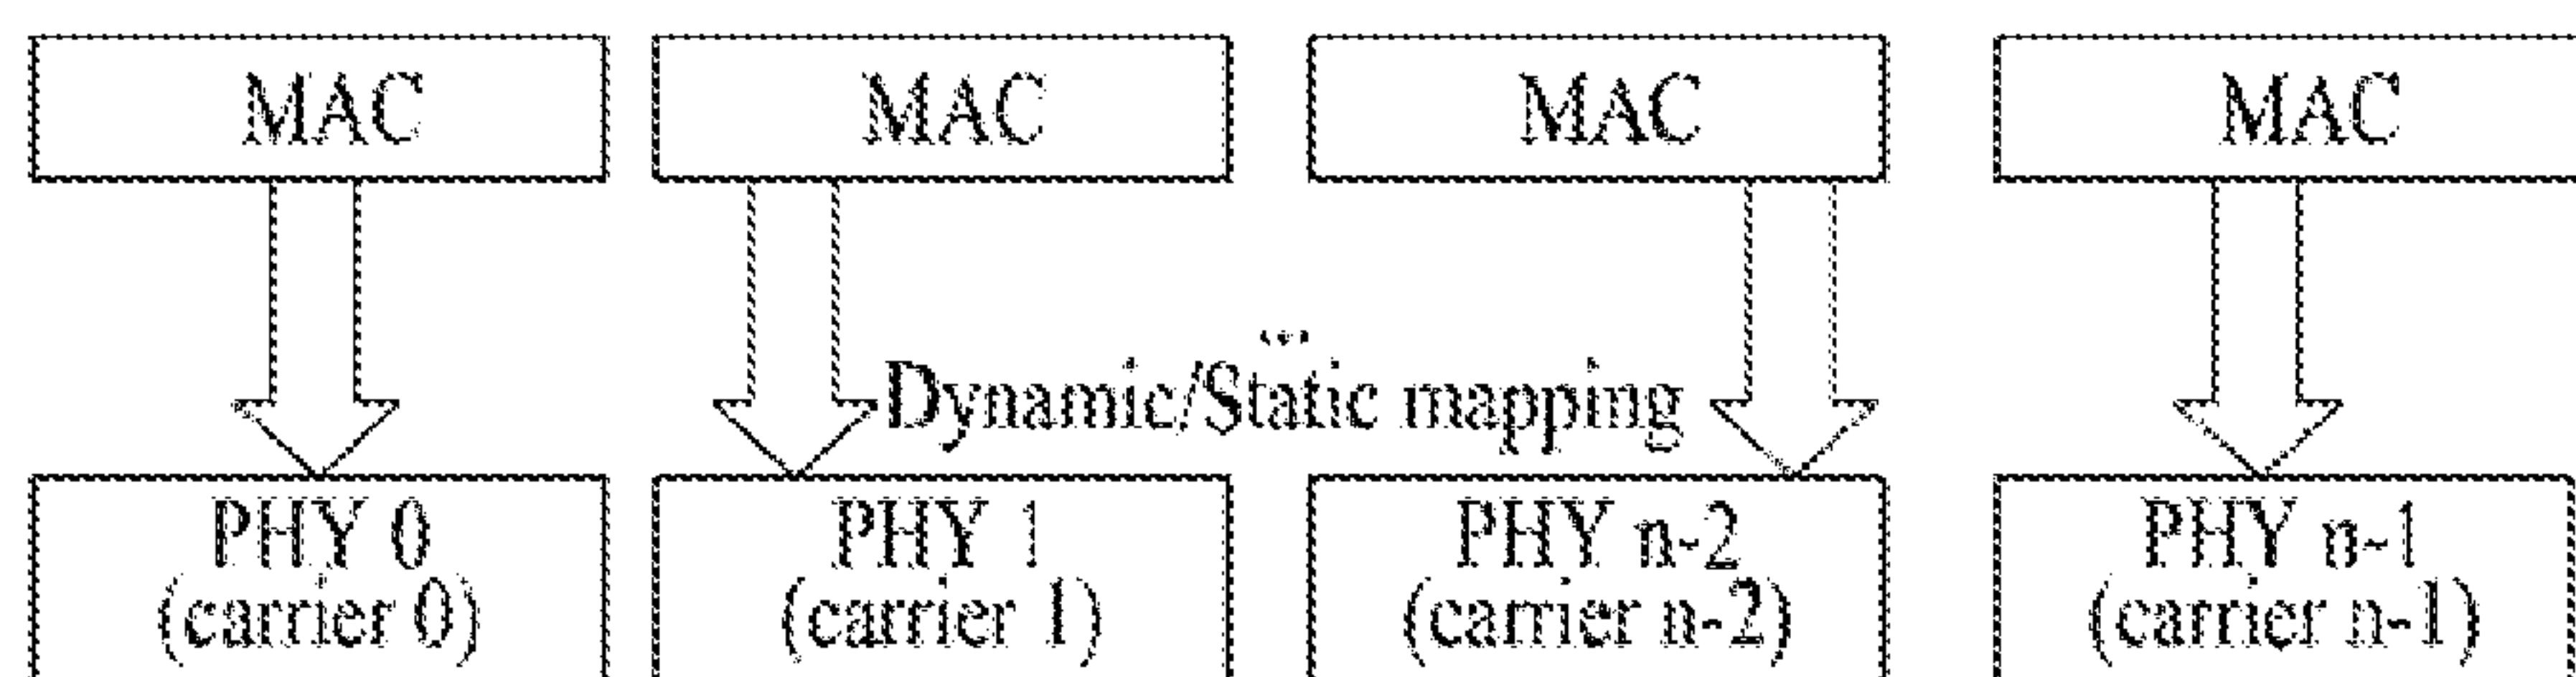 MAC MAC MAC MAC
...
Dynamic/Static mapping
PHY 0 PHY 1 PHY n-2 PHY n-1
(carrier 0) (carrier 1) (carrier n-2) (carrier n-1)